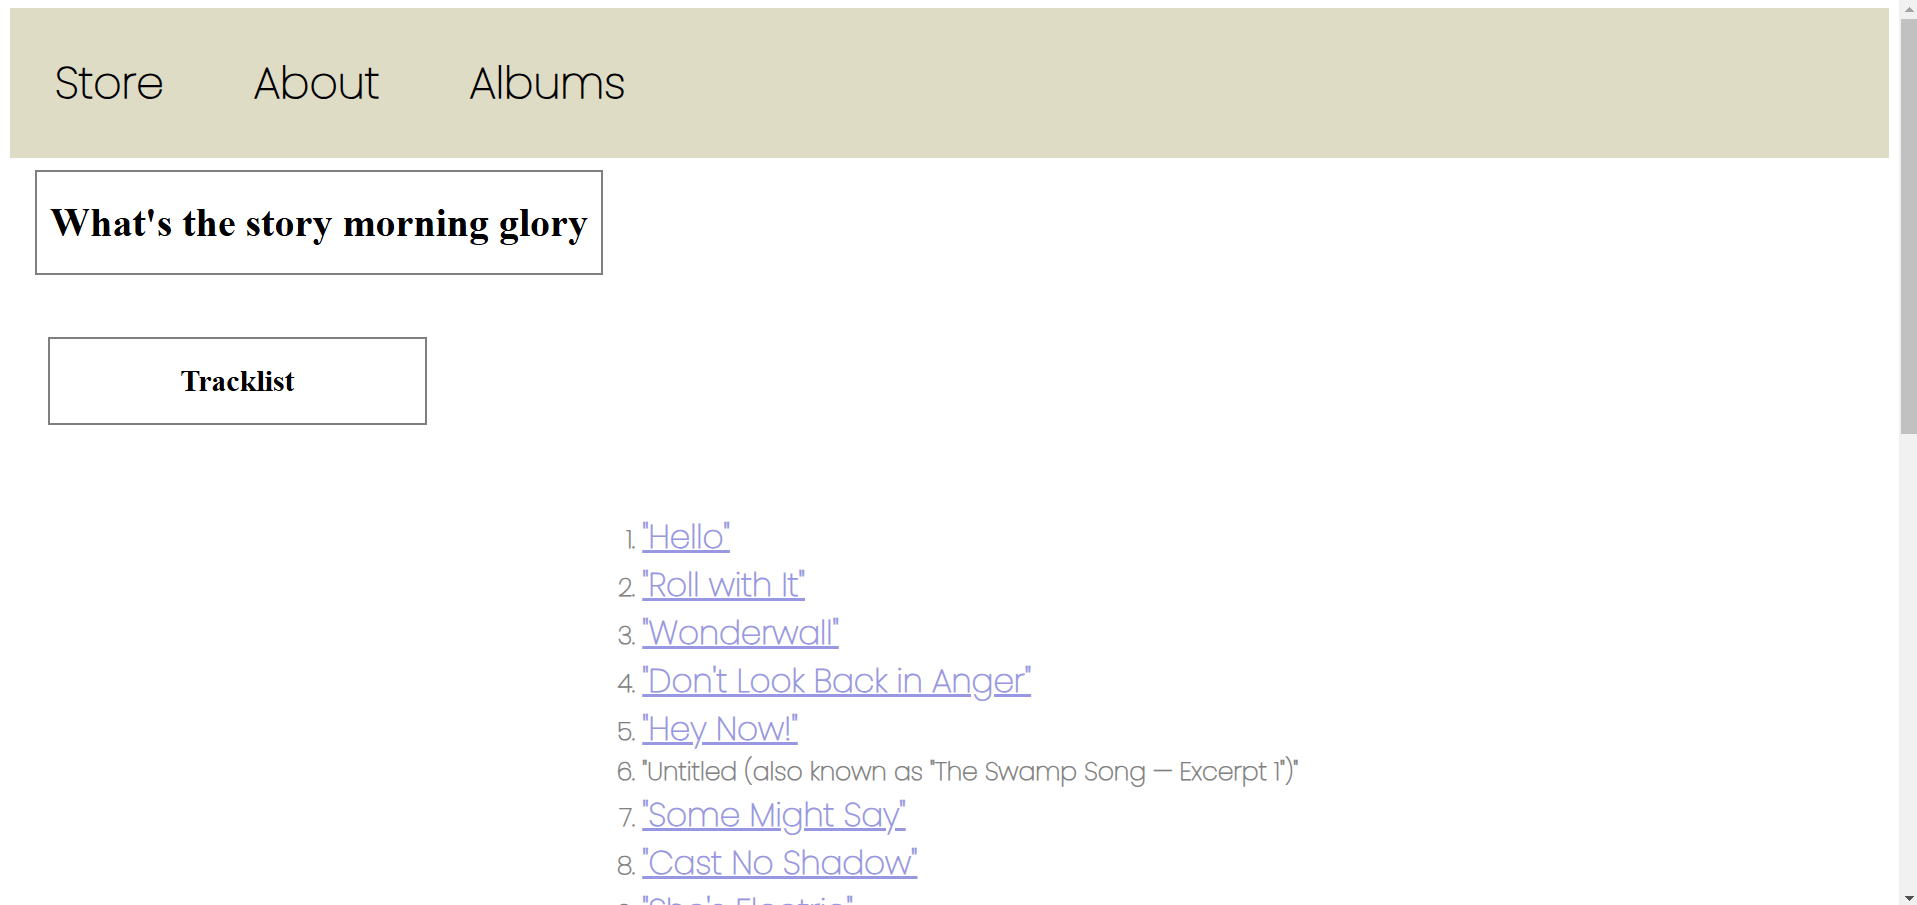 Store About Albums
What's the story morning glory
Tracklist
1. "Hello"
2. "Roll with It"
3. "Wonderwall"
4. "Don't Look Back in Anger"
5. "Hey Now!"
6. "Untitled (also known as "The Swamp Song — Excerpt 1")"
7. "Some Might Say"
8. "Cast No Shadow"
"She's Electric"